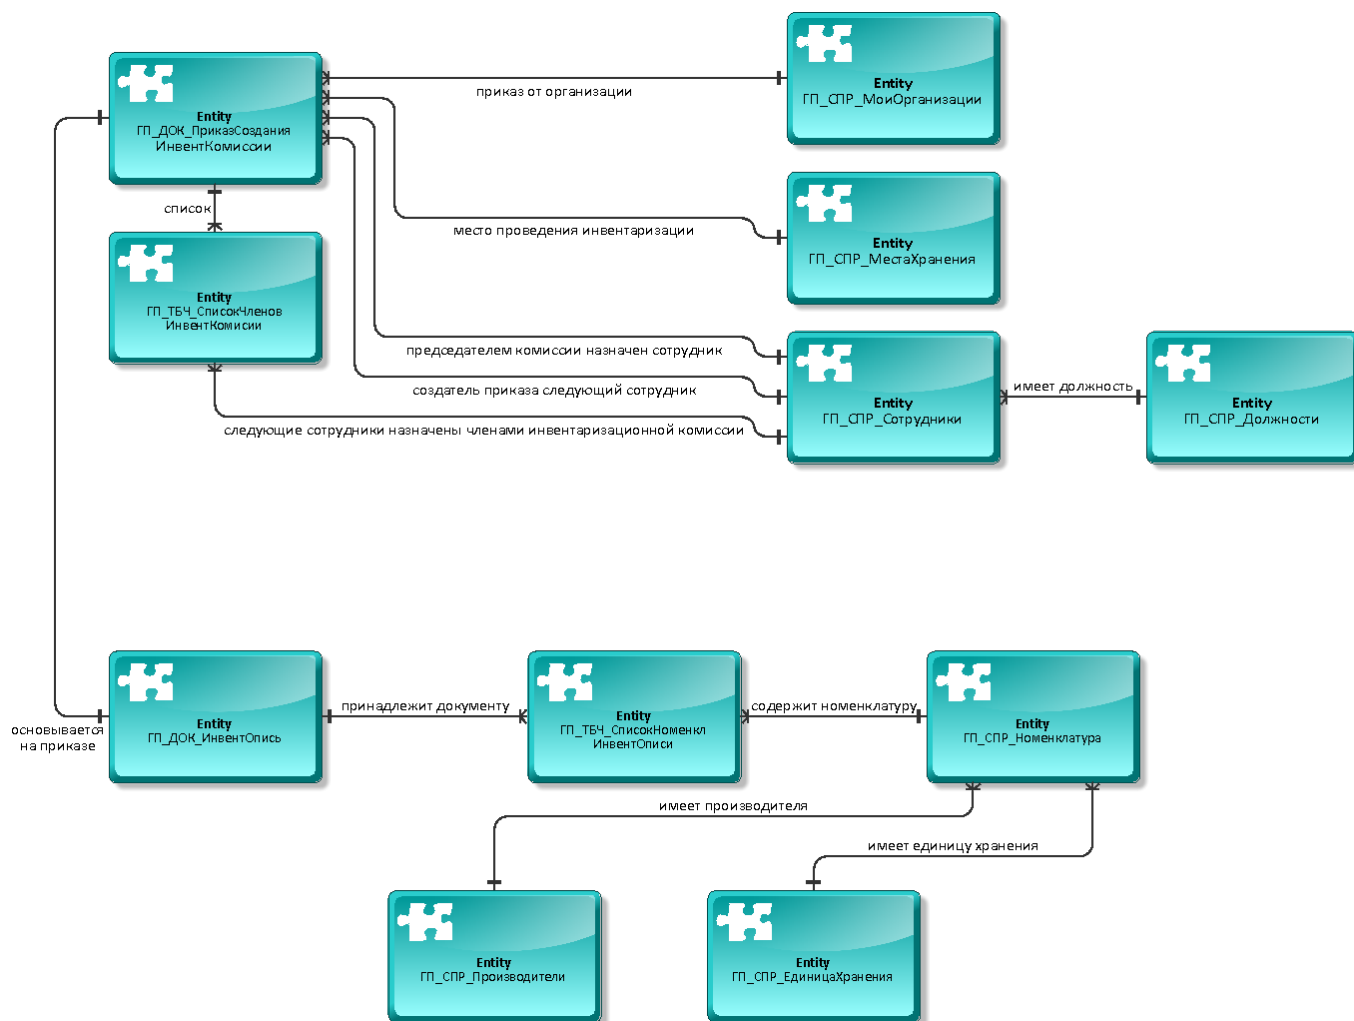 Entity
ГП_СПР_МоиОрганизации
Entity
ГП_ДОК_ПриказСоздания
ИнвентКомиссии
приказ от организации
список
место проведения инвентаризации
Entity
ГП_СПР_МестаХранения
Entity
ГП_ТБЧ_СписокЧленов
ИнвентКомисии
председателем комиссии назначен сотрудник
создатель приказа следующий сотрудник
следующие сотрудники назначены членами инвентаризационной комиссии
Entity
ГП_СПР_Сотрудники
имеет должность
Entity
ГП_СПР_Должности
основывается
на приказе
Entity
ГП_ДОК_ИнвентОпись
принадлежит документу
Entity
ГП_ТБЧ_СписокНоменкл
ИнвентОписи
содержит номенклатуру
Entity
ГП_СПР_Номенклатура
имеет производителя
имеет единицу хранения
Entity
ГП_СПР_Производители
Entity
ГП_СПР_ЕдиницаХранения